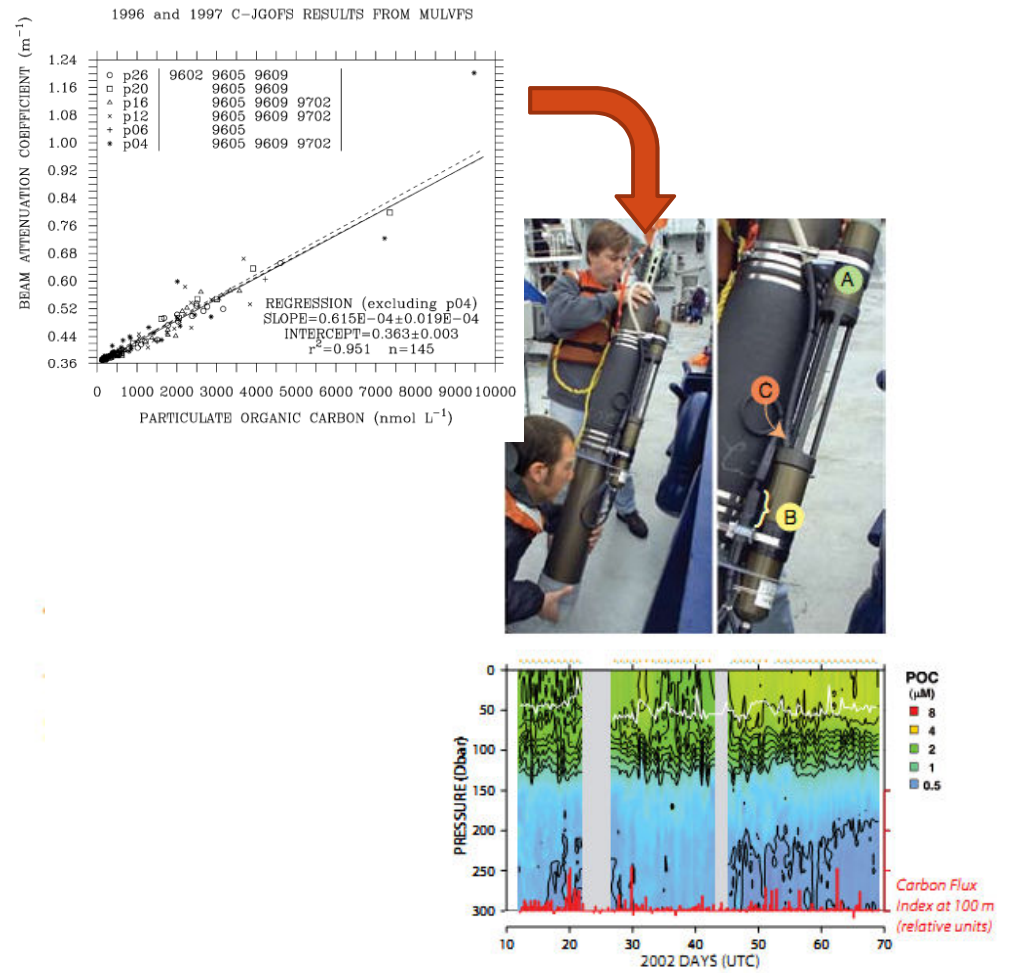 1996 and 1997 C-JGOFS RESULTS FROM MULVFS
BEAM ATTENUATION COEFFICIENT (m⁻¹)
1.24
1.16
1.08
1.00
0.92
0.84
0.76
0.68
0.60
0.52
0.44
0.36
p26 9602 9605 9609
p20 9605 9609
p16 9605 9609 9702
p12 9605 9609 9702
p06 9605
p04 9605 9609 9702
REGRESSION (excluding p04)
SLOPE=0.615E-04±0.019E-04
INTERCEPT=0.363±0.003
r²=0.951 n=145
0 1000 2000 3000 4000 5000 6000 7000 8000 9000 10000
PARTICULATE ORGANIC CARBON (nmol L⁻¹)
A
C
B
PRESSURE (Dbar)
0
50
100
150
200
250
300
10 20 30 40 50 60 70
2002 DAYS (UTC)
POC
(μM)
8
4
2
1
0.5
Carbon Flux
Index at 100 m
(relative units)